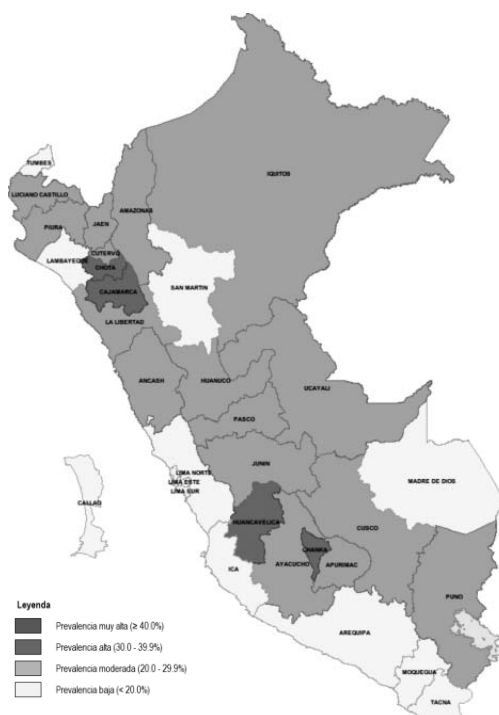 TUMBES
LUCIANO CASTILLO
PIURA
JAEN
AMAZONAS
IQUITOS
CUTERVO
LAMBAYEQUE
CHOTA
CAJAMARCA
SAN MARTIN
LA LIBERTAD
ANCASH
HUANUCO
UCAYALI
PASCO
JUNIN
LIMA NORTE
LIMA ESTE
LIMA SUR
CALLAO
MADRE DE DIOS
HUANCAVELICA
CUSCO
CHANKA
AYACUCHO
APURIMAC
ICA
PUNO
AREQUIPA
MOQUEGUA
TACNA
Leyenda
Prevalencia muy alta (≥ 40.0%)
Prevalencia alta (30.0 - 39.9%)
Prevalencia moderada (20.0 - 29.9%)
Prevalencia baja (< 20.0%)